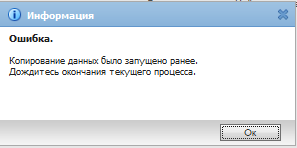 Информация
Ошибка.
Копирование данных было запущено ранее.
Дождитесь окончания текущего процесса.
Ок